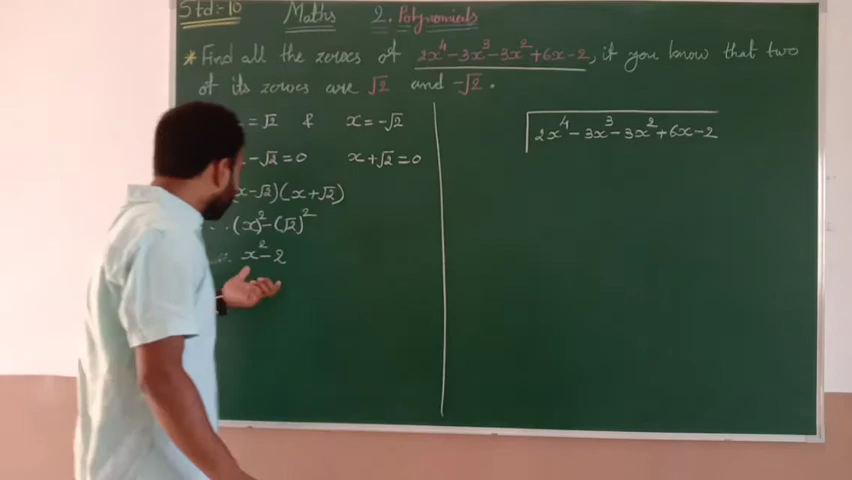 Std:- 10 Maths 2. Polynomials
* Find all the zeroes of 2x⁴-3x³-3x²+6x-2, if you know that two
of its zeroes are √2 and -√2.
= √2 & x = -√2
x - √2 = 0 x + √2 = 0
(x-√2)(x+√2)
∴ (x)² - (√2)²
x² - 2
2x⁴ - 3x³ - 3x² + 6x - 2